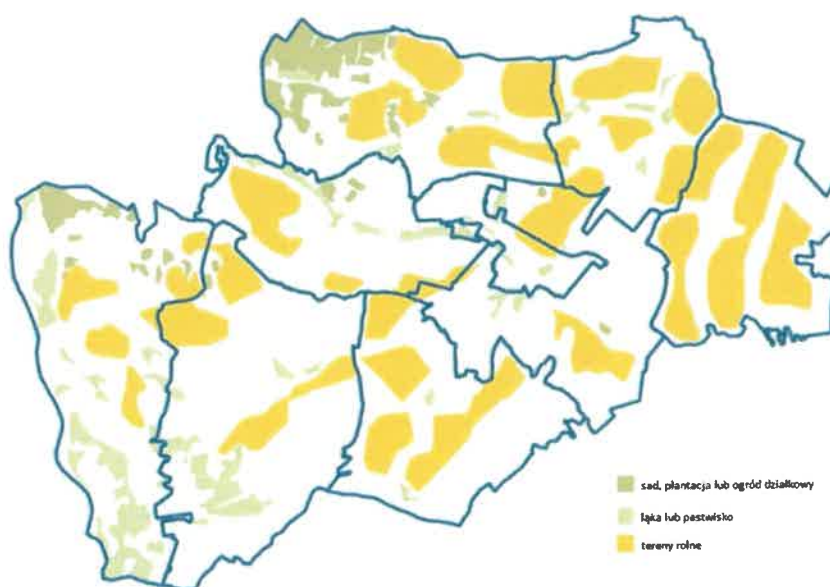 sad, plantacja lub ogród działkowy
łąka lub pastwisko
tereny rolne